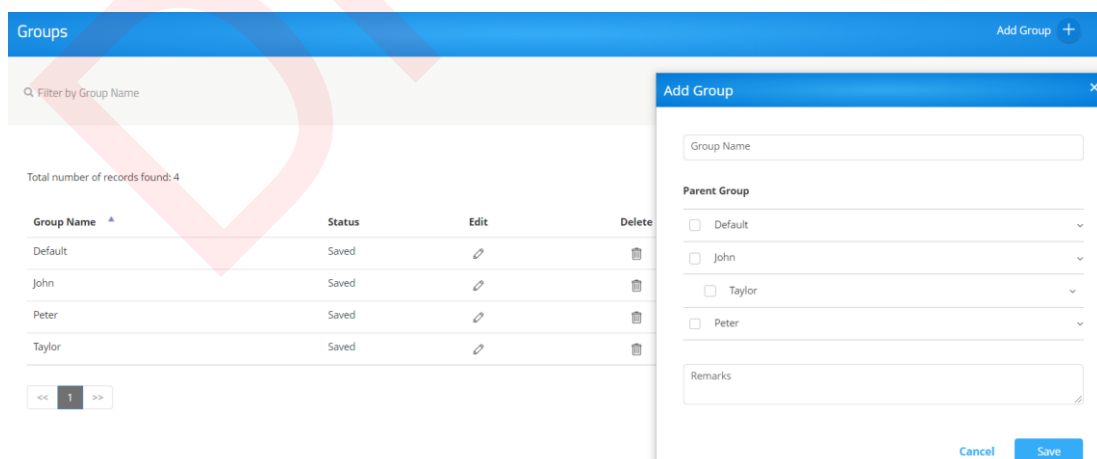 Groups
Add Group
Filter by Group Name
Total number of records found: 4
Group Name Status Edit Delete
Default Saved
John Saved
Peter Saved
Taylor Saved
<< 1 >>
Add Group
Group Name
Parent Group
Default
John
Taylor
Peter
Remarks
Cancel Save